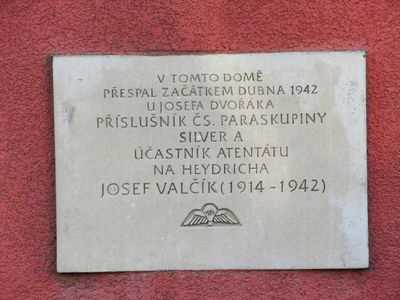 V TOMTO DOMĚ
PŘESPAL ZAČÁTKEM DUBNA 1942
U JOSEFA DVOŘÁKA
PŘÍSLUŠNÍK ČS. PARASKUPINY
SILVER A
ÚČASTNÍK ATENTÁTU
NA HEYDRICHA
JOSEF VALČÍK (1914 - 1942)